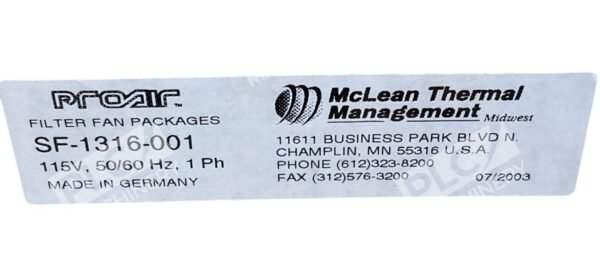 proair™
FILTER FAN PACKAGES
SF-1316-001
115V, 50/60 Hz, 1 Ph
MADE IN GERMANY
McLean Thermal
Management Midwest
11611 BUSINESS PARK BLVD N.
CHAMPLIN, MN 55316 U.S.A.
PHONE (612)323-8200
FAX (312)576-3200 07/2003